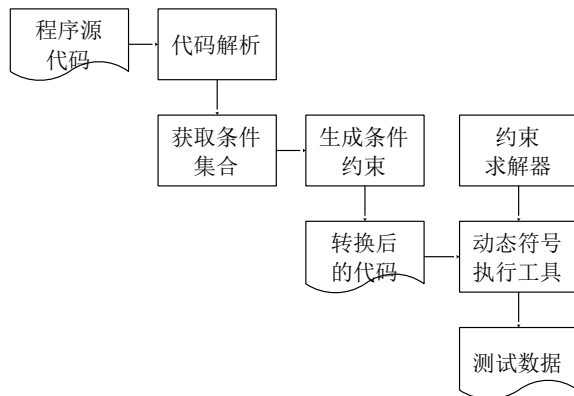 程序源
代码
代码解析
获取条件
集合
生成条件
约束
约束
求解器
转换后
的代码
动态符号
执行工具
测试数据